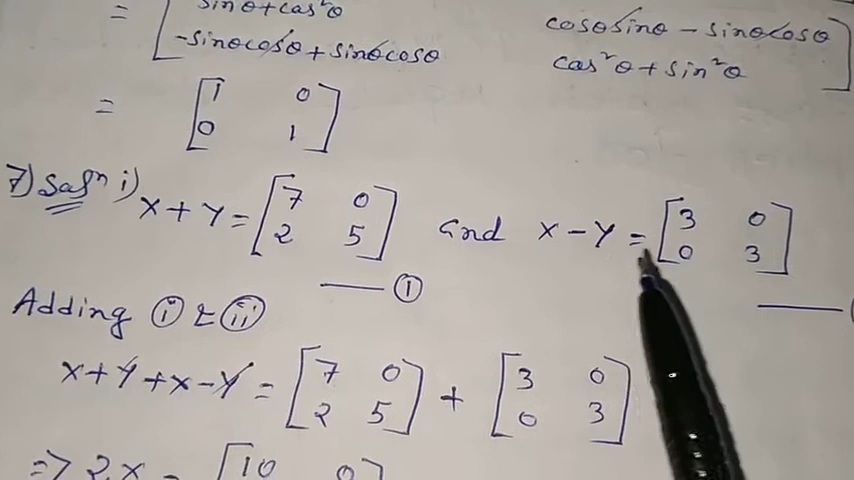 = [ sinθ+cos²θ cosθsinθ - sinθcosθ ]
-sinθcosθ + sinθcosθ cos²θ + sin²θ
= [ 1 0
0 1 ]
7) Solⁿ i) X + Y = [ 7 0 and X - Y = [ 3 0
2 5 ] 0 3 ]
—— ①
Adding ⓘ & ⓘⓘ
X + Y + X - Y = [ 7 0 + [ 3 0
2 5 ] 0 3 ]
=> 2X = [ 10 0 ]